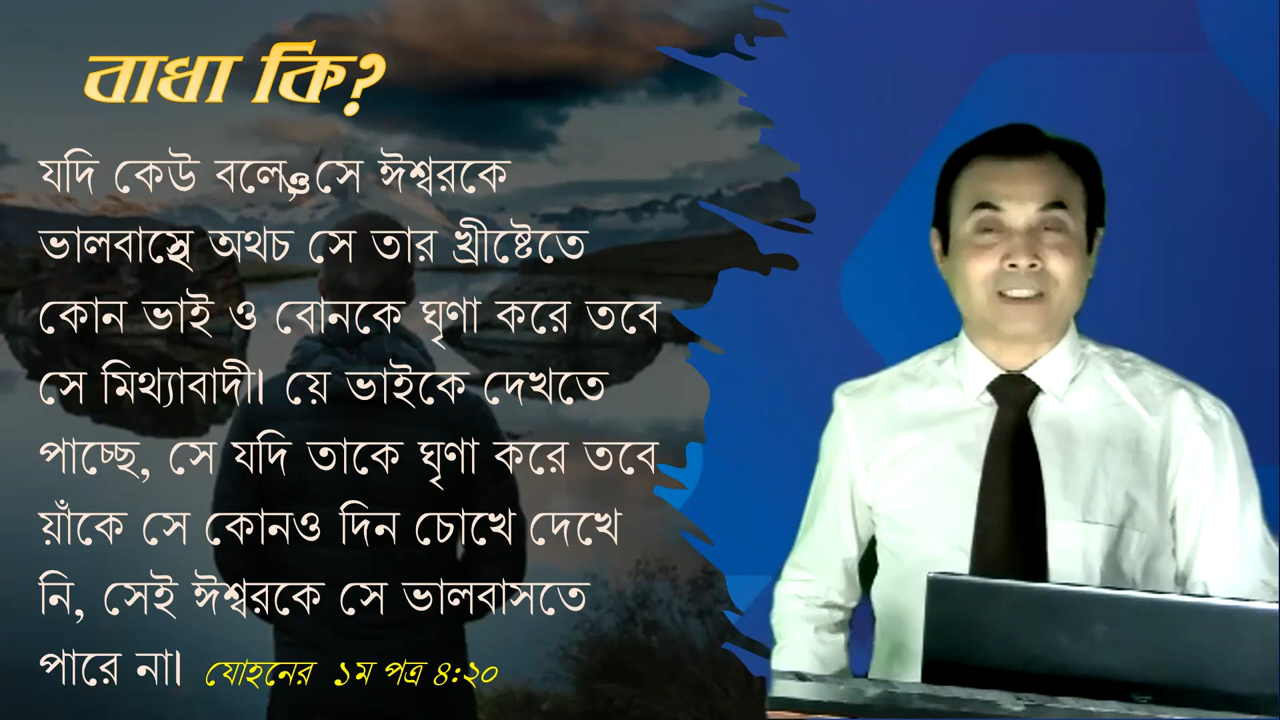 বাধা কি?
যদি কেউ বলে, সে ঈশ্বরকে
ভালবাসে অথচ সে তার খ্রীষ্টেতে
কোন ভাই ও বোনকে ঘৃণা করে তবে
সে মিথ্যাবাদী। য়ে ভাইকে দেখতে
পাচ্ছে, সে যদি তাকে ঘৃণা করে তবে
য়াঁকে সে কোনও দিন চোখে দেখে
নি, সেই ঈশ্বরকে সে ভালবাসতে
পারে না। যোহনের ১ম পত্র ৪:২০